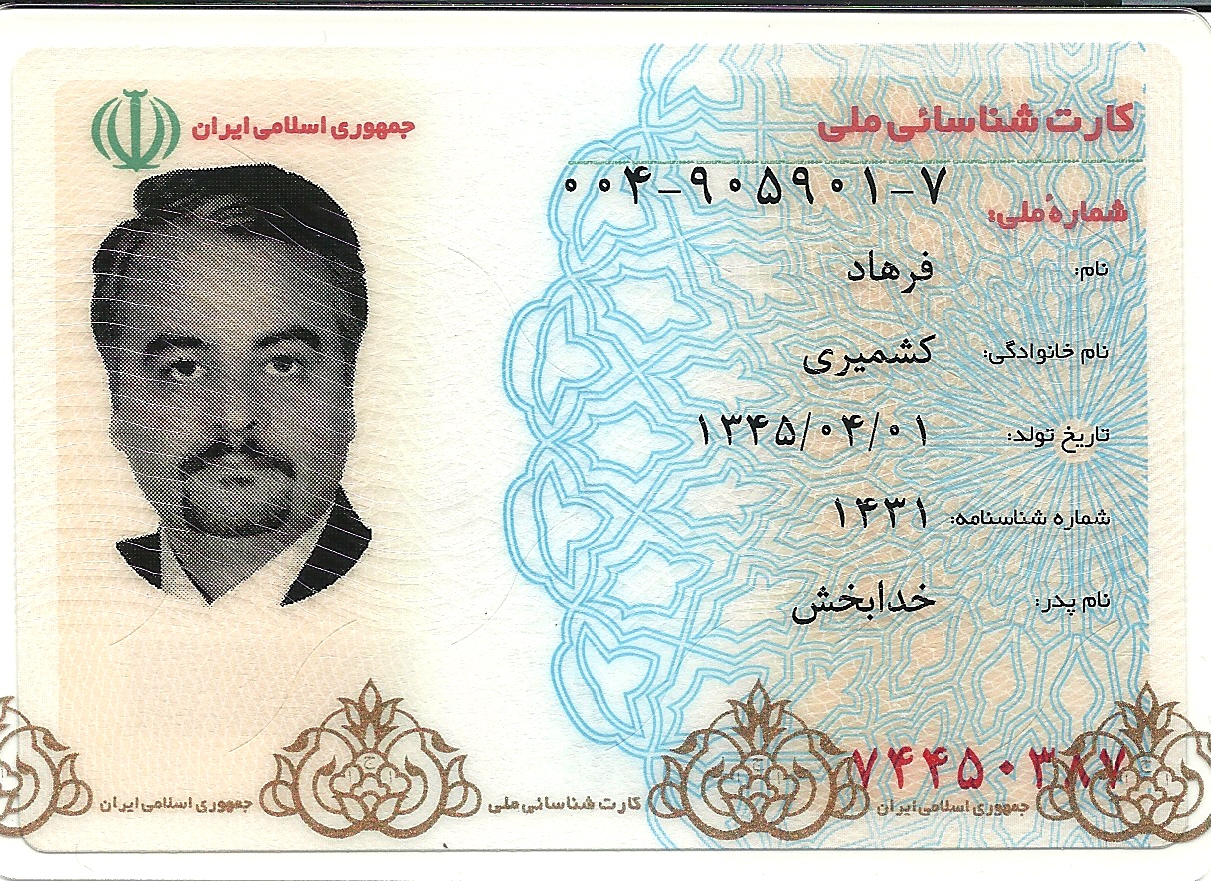 جمهوری اسلامی ایران
کارت شناسائی ملی
شمارهٔ ملی: ۰۰۴-۹۰۵۹۰۱-۷
نام: فرهاد
نام خانوادگی: کشمیری
تاریخ تولد: ۱۳۴۵/۰۴/۰۱
شماره شناسنامه: ۱۴۳۱
نام پدر: خدابخش
۷۴۴۵۰۳۸۷
جمهوری اسلامی ایران
کارت شناسائی ملی
جمهوری اسلامی ایران